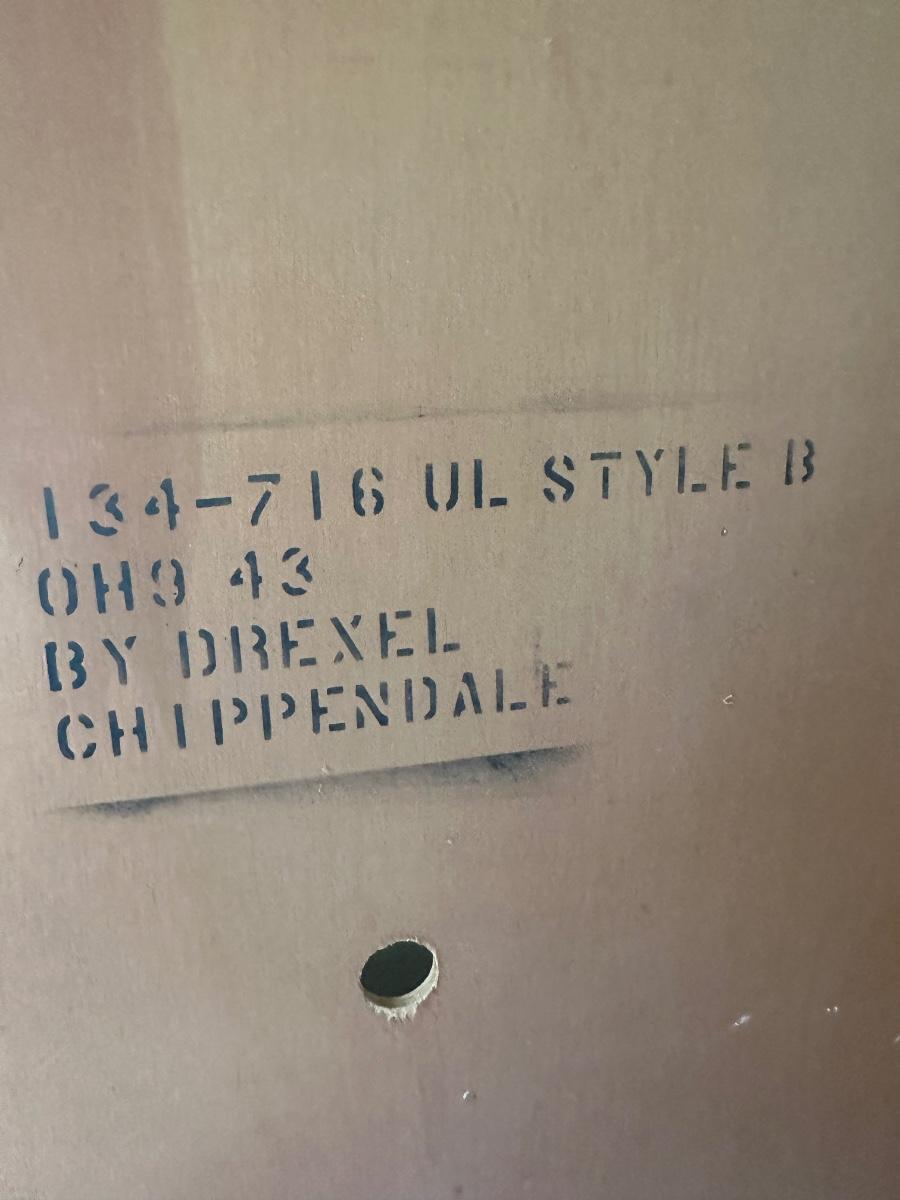 134-716 UL STYLE B
OH9 43
BY DREXEL
CHIPPENDALE